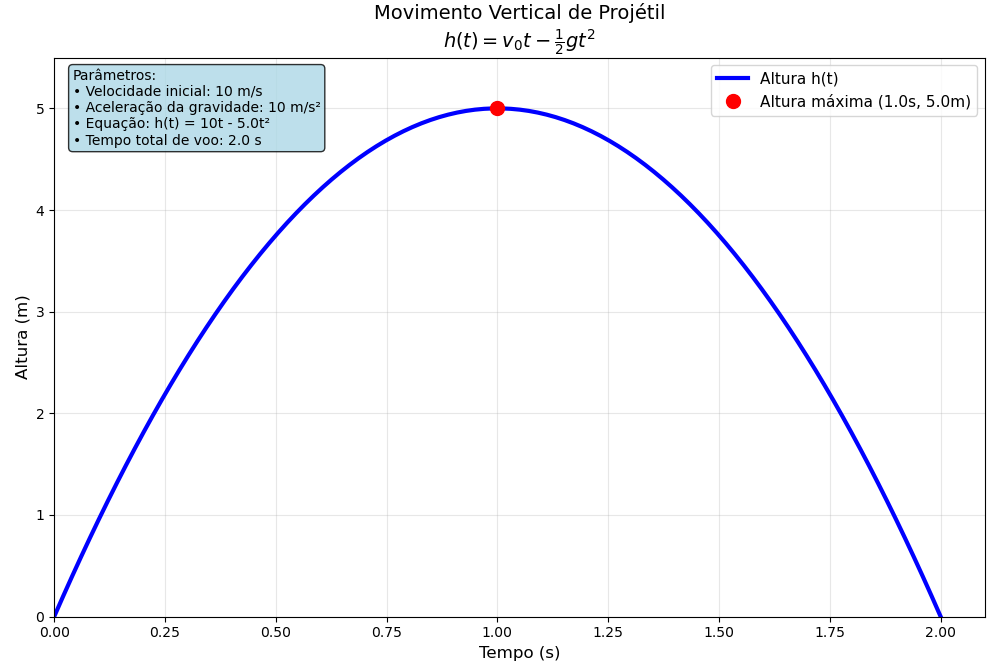 Movimento Vertical de Projétil
h(t) = v₀t − ½gt²
Parâmetros:
• Velocidade inicial: 10 m/s
• Aceleração da gravidade: 10 m/s²
• Equação: h(t) = 10t - 5.0t²
• Tempo total de voo: 2.0 s
Altura h(t)
Altura máxima (1.0s, 5.0m)
Altura (m)
5
4
3
2
1
0
0.00 0.25 0.50 0.75 1.00 1.25 1.50 1.75 2.00
Tempo (s)